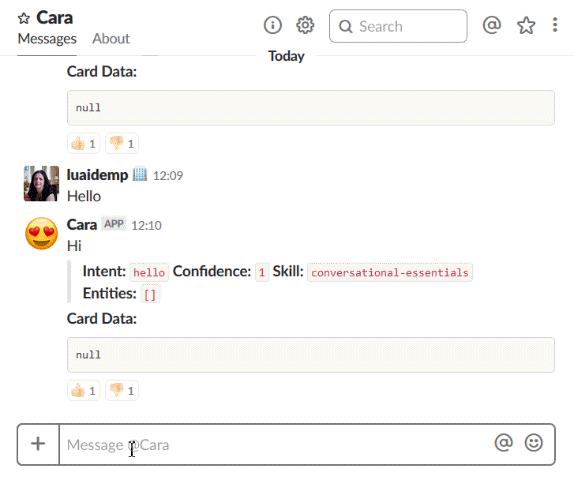 Cara
Messages About
Search
Today
Card Data:
null
1 1
luaidemp 12:09
Hello
Cara APP 12:10
Hi
Intent: hello Confidence: 1 Skill: conversational-essentials
Entities: []
Card Data:
null
1 1
Message @Cara